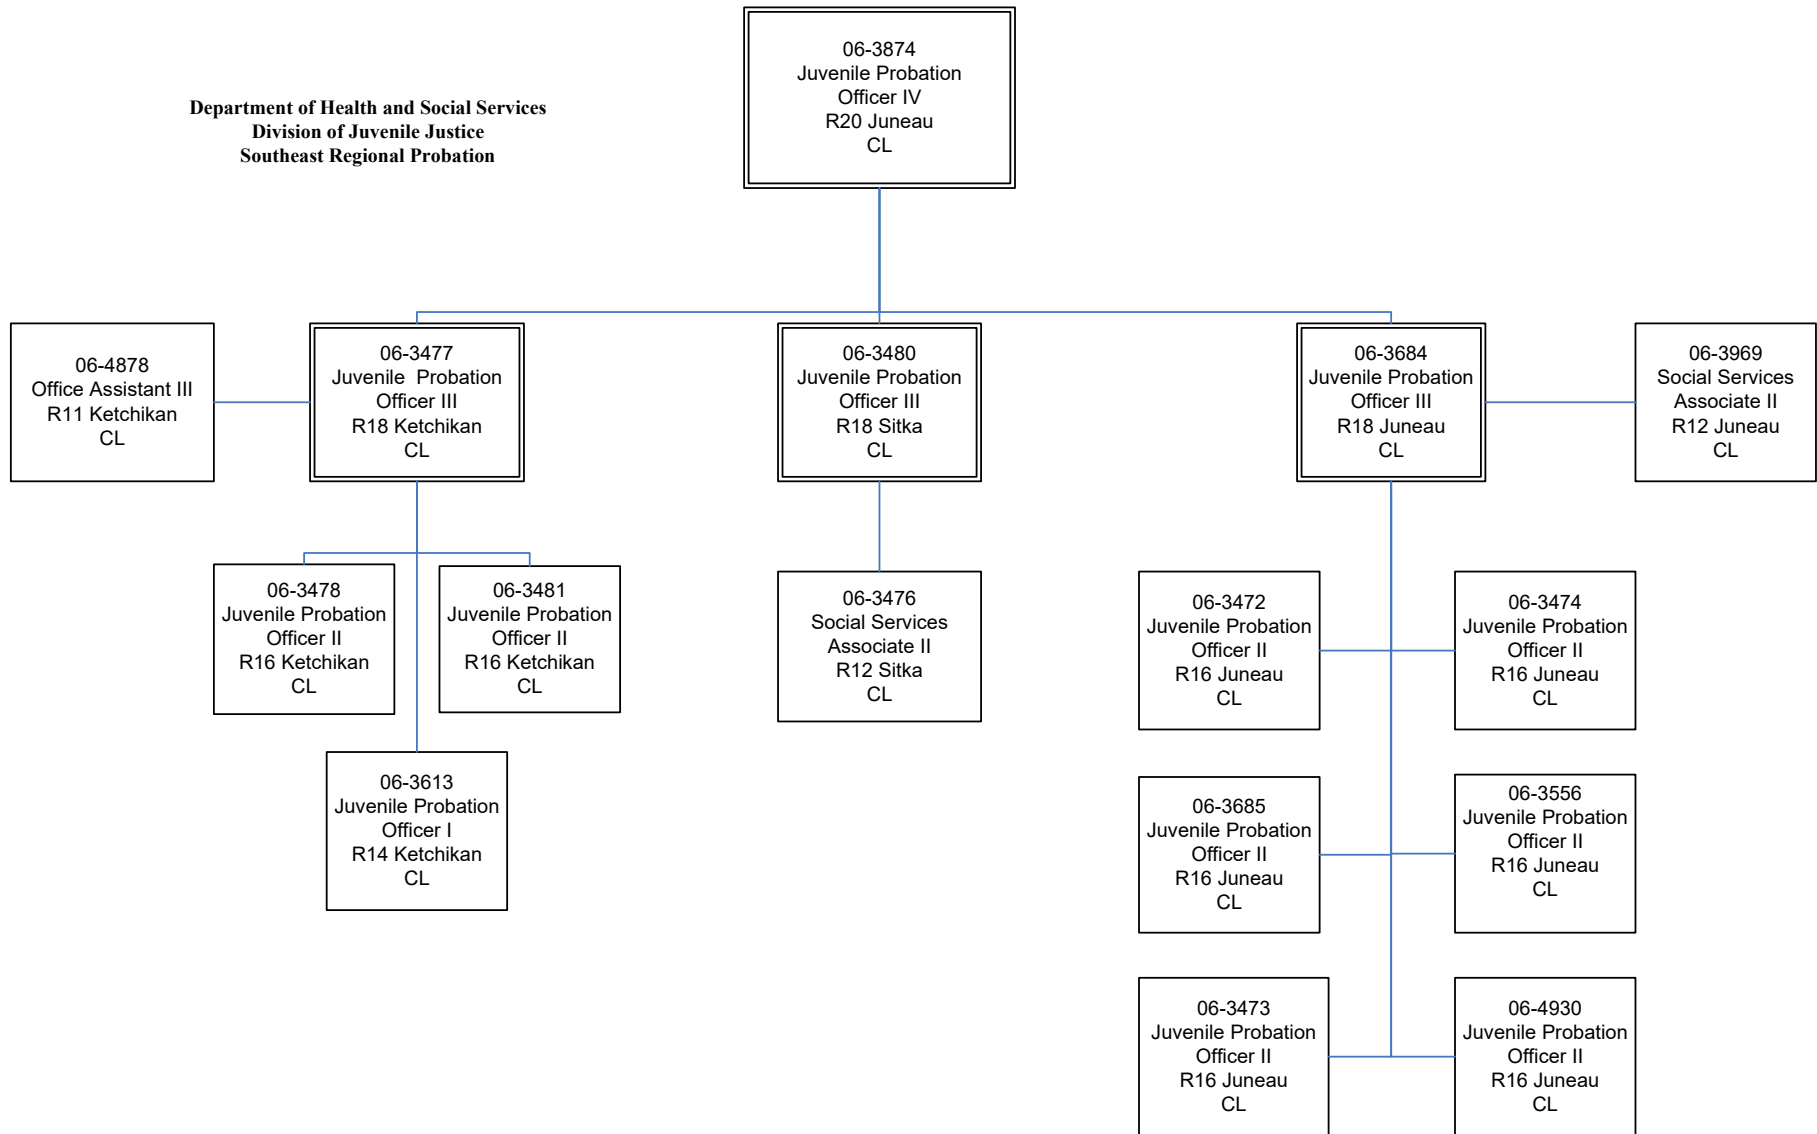 Department of Health and Social Services
Division of Juvenile Justice
Southeast Regional Probation
06-3874
Juvenile Probation
Officer IV
R20 Juneau
CL
06-4878
Office Assistant III
R11 Ketchikan
CL
06-3477
Juvenile  Probation
Officer III
R18 Ketchikan
CL
06-3480
Juvenile Probation
Officer III
R18 Sitka
CL
06-3684
Juvenile Probation
Officer III
R18 Juneau
CL
06-3969
Social Services
Associate II
R12 Juneau
CL
06-3478
Juvenile Probation
Officer II
R16 Ketchikan
CL
06-3481
Juvenile Probation
Officer II
R16 Ketchikan
CL
06-3476
Social Services
Associate II
R12 Sitka
CL
06-3472
Juvenile Probation
Officer II
R16 Juneau
CL
06-3474
Juvenile Probation
Officer II
R16 Juneau
CL
06-3613
Juvenile Probation
Officer I
R14 Ketchikan
CL
06-3685
Juvenile Probation
Officer II
R16 Juneau
CL
06-3556
Juvenile Probation
Officer II
R16 Juneau
CL
06-3473
Juvenile Probation
Officer II
R16 Juneau
CL
06-4930
Juvenile Probation
Officer II
R16 Juneau
CL